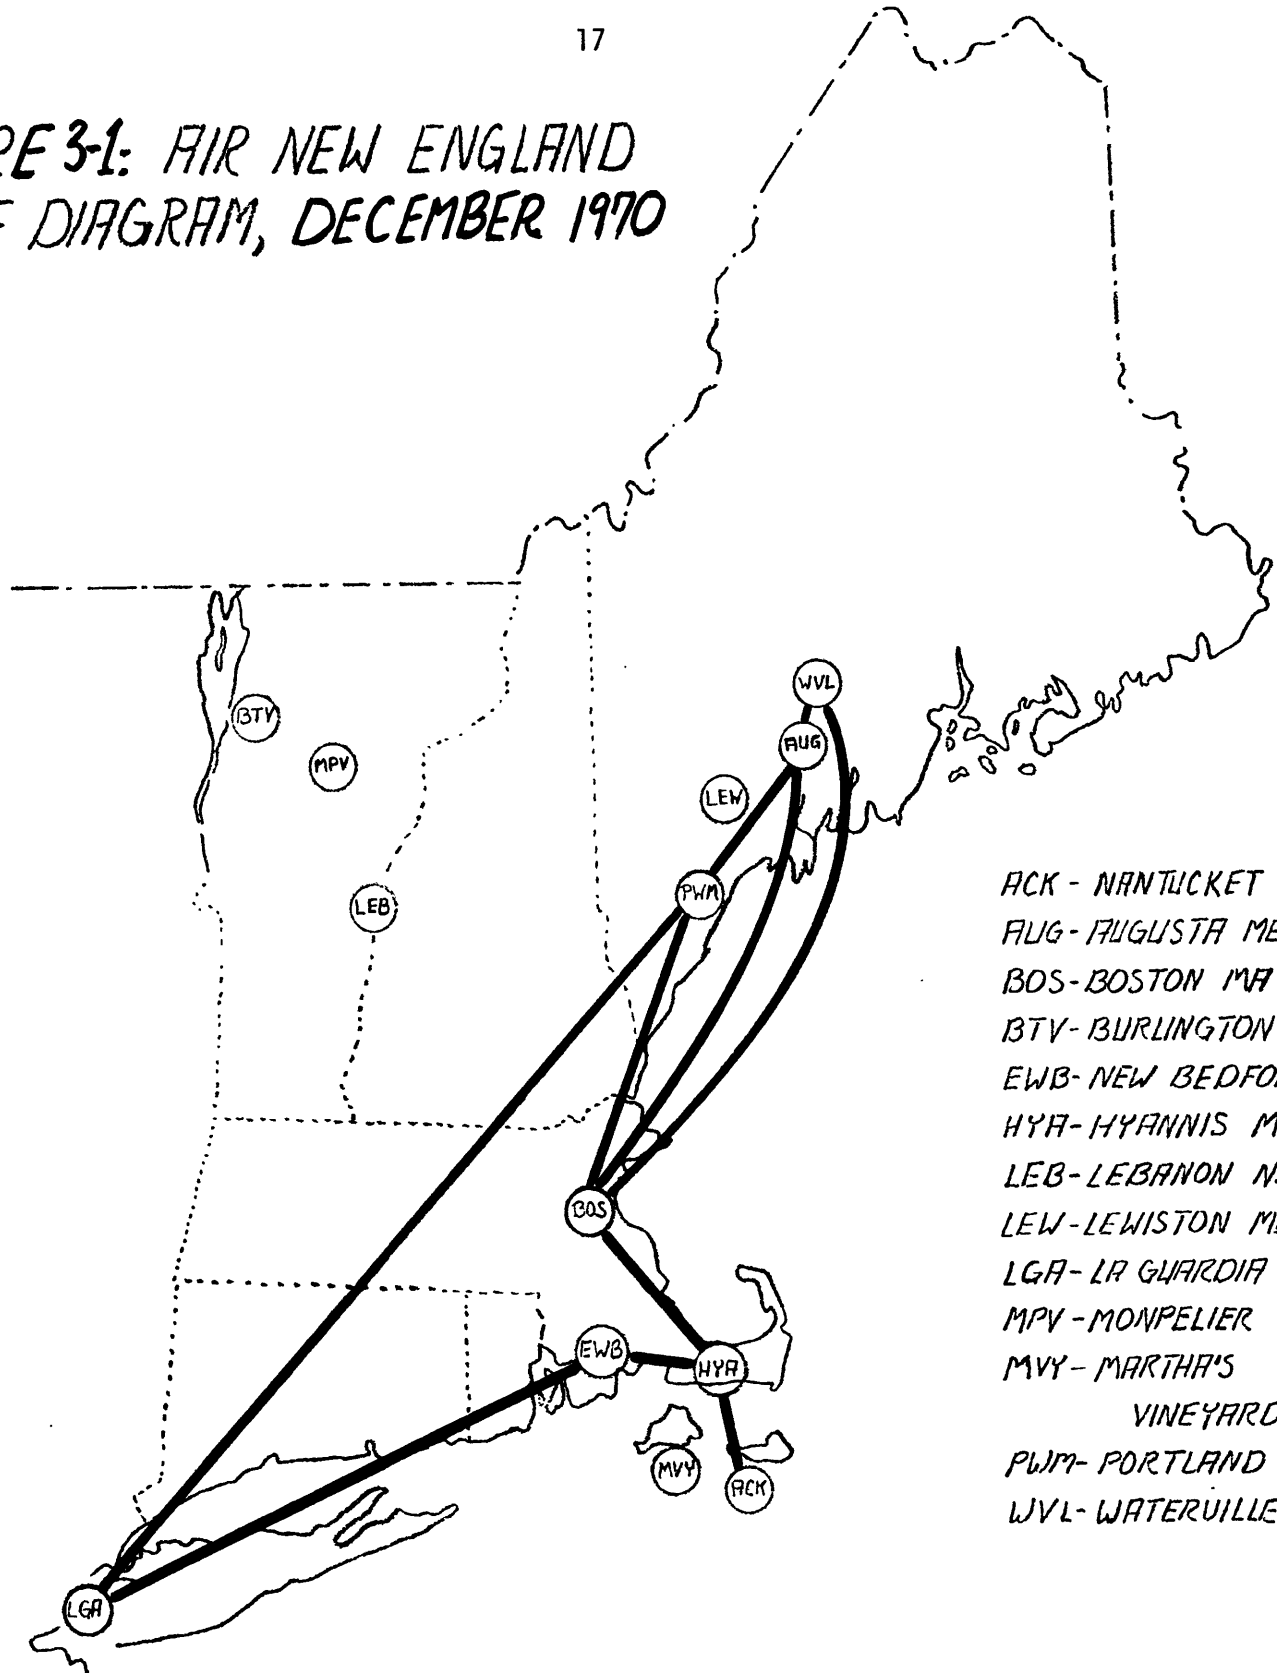 17
RE 3-1: AIR NEW ENGLAND
DIAGRAM, DECEMBER 1970
WVL
BTV
AUG
MPV
LEW
PWM
LEB
ACK - NANTUCKET
AUG - AUGUSTA ME
BOS - BOSTON MA
BTV - BURLINGTON
EWB - NEW BEDFO
HYA - HYANNIS M
LEB - LEBANON N
LEW - LEWISTON M
LGA - LA GUARDIA
MPV - MONPELIER
MVY - MARTHA'S
VINEYARD
PWM - PORTLAND
WVL - WATERVILLE
BOS
EWB
HYA
MVY
ACK
LGA